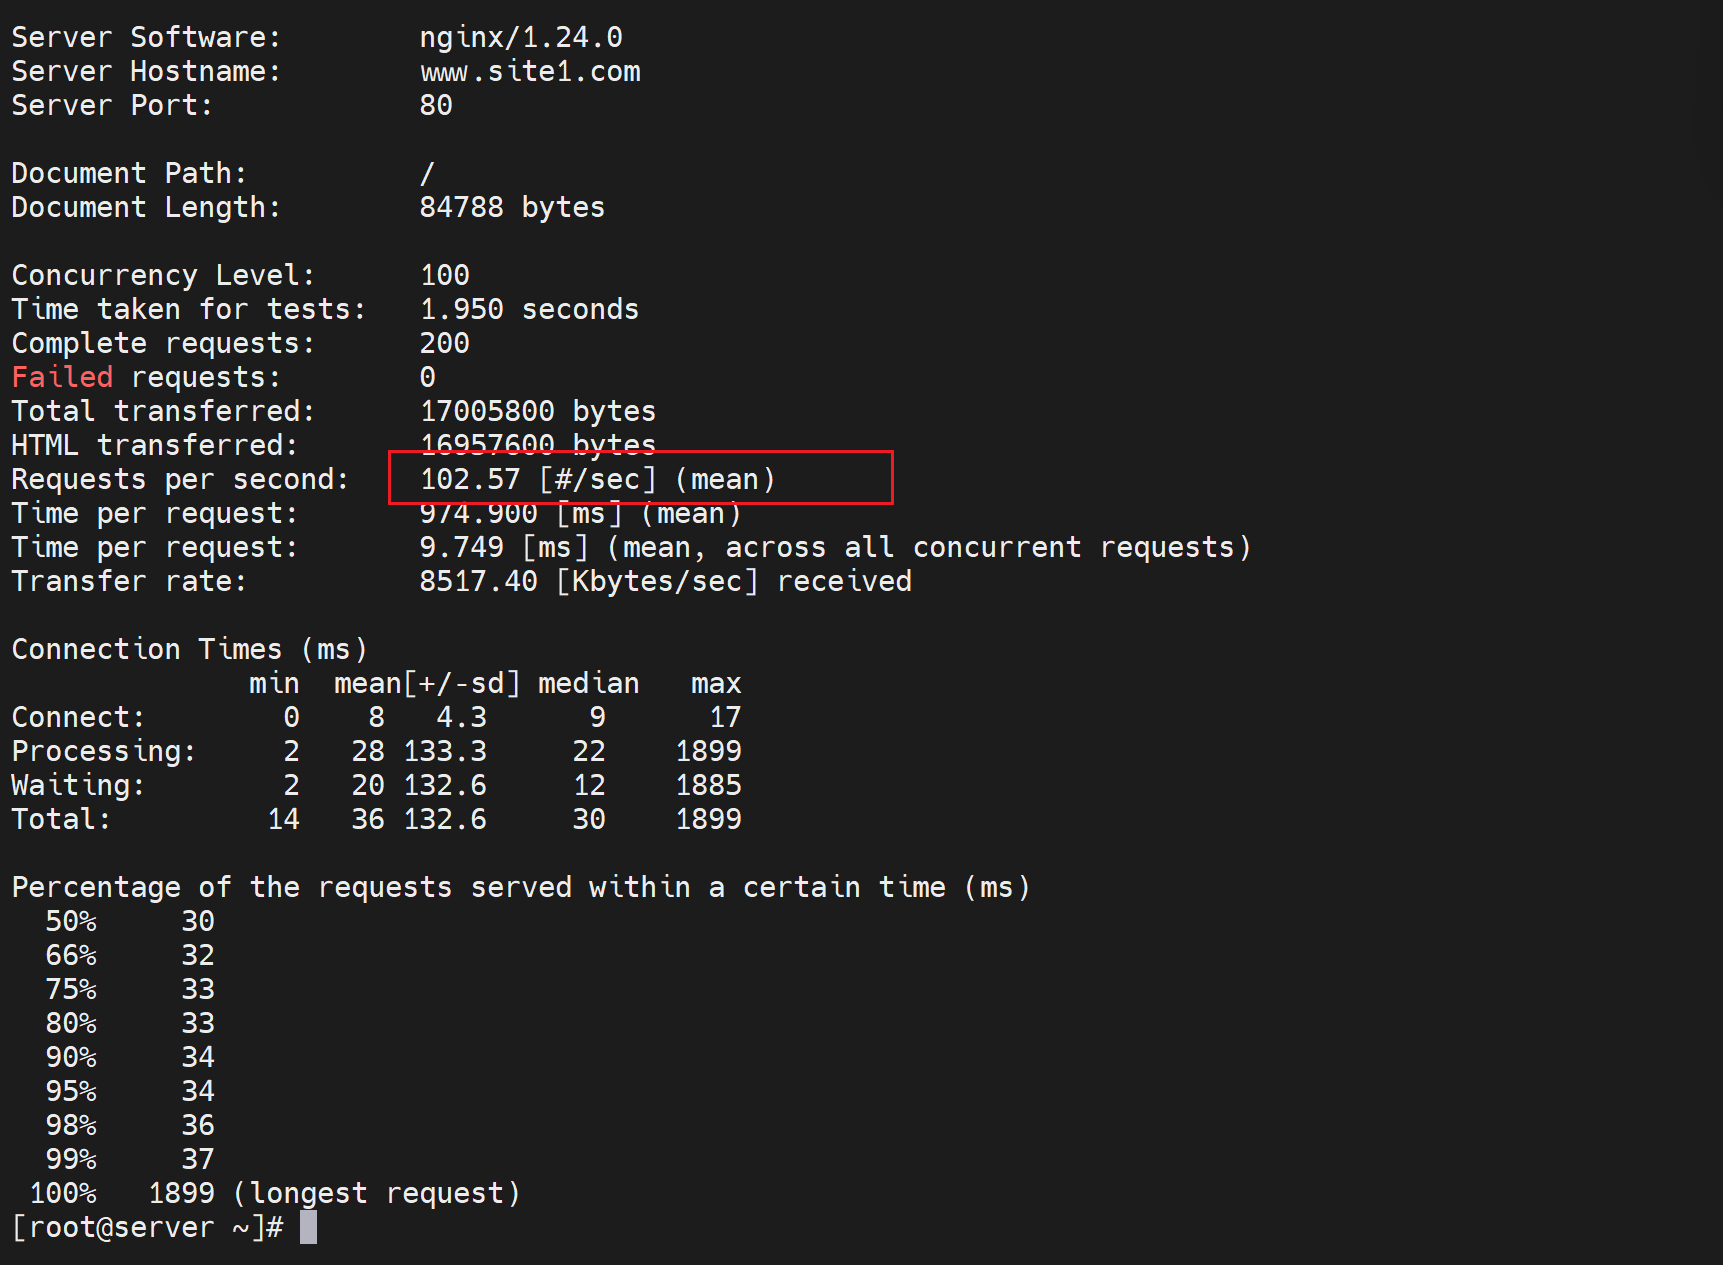 Server Software:        nginx/1.24.0
Server Hostname:        www.site1.com
Server Port:            80
Document Path:          /
Document Length:        84788 bytes
Concurrency Level:      100
Time taken for tests:   1.950 seconds
Complete requests:      200
Failed requests:        0
Total transferred:      17005800 bytes
HTML transferred:       16957600 bytes
Requests per second:    102.57 [#/sec] (mean)
Time per request:       974.900 [ms] (mean)
Time per request:       9.749 [ms] (mean, across all concurrent requests)
Transfer rate:          8517.40 [Kbytes/sec] received
Connection Times (ms)
              min  mean[+/-sd] median   max
Connect:        0    8   4.3      9      17
Processing:     2   28 133.3     22    1899
Waiting:        2   20 132.6     12    1885
Total:         14   36 132.6     30    1899
Percentage of the requests served within a certain time (ms)
  50%     30
  66%     32
  75%     33
  80%     33
  90%     34
  95%     34
  98%     36
  99%     37
 100%   1899 (longest request)
[root@server ~]#